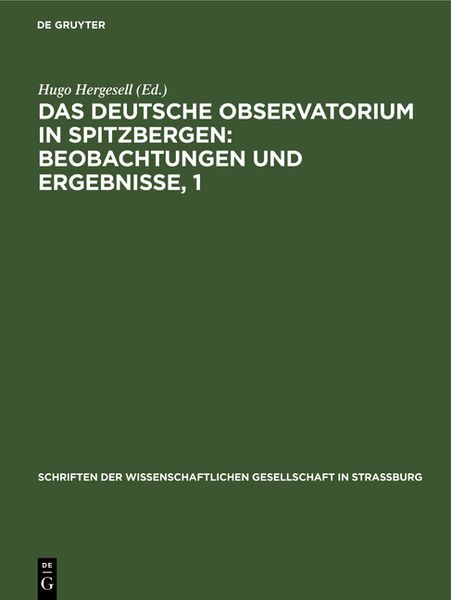 DE GRUYTER
Hugo Hergesell (Ed.)
DAS DEUTSCHE OBSERVATORIUM
IN SPITZBERGEN:
BEOBACHTUNGEN UND
ERGEBNISSE, 1
SCHRIFTEN DER WISSENSCHAFTLICHEN GESELLSCHAFT IN STRASSBURG
DE
G